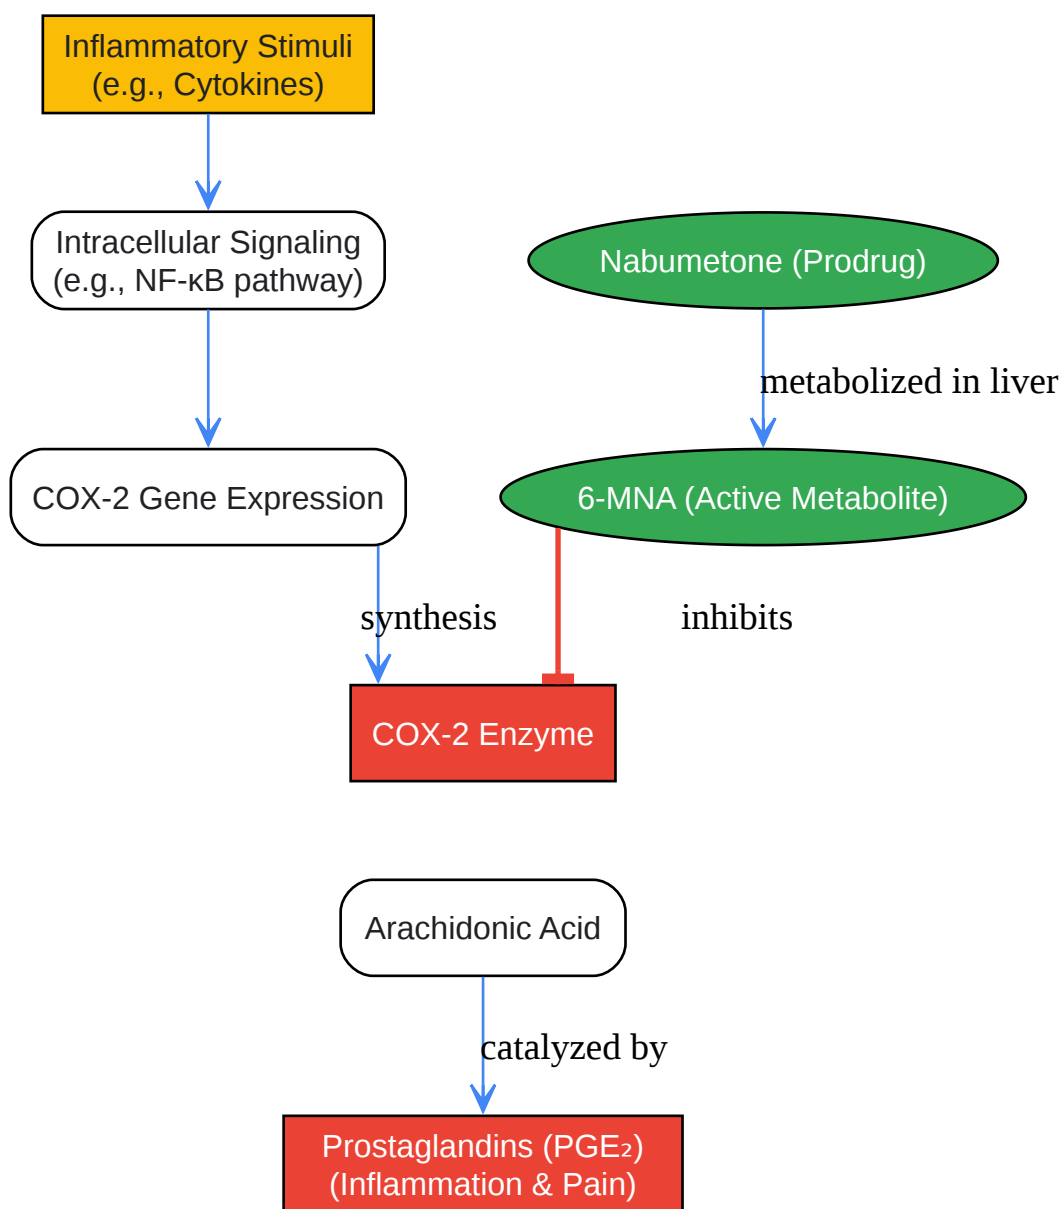 Inflammatory Stimuli
(e.g., Cytokines)
Intracellular Signaling
(e.g., NF-κB pathway)
Nabumetone (Prodrug)
metabolized in liver
COX-2 Gene Expression
6-MNA (Active Metabolite)
synthesis
inhibits
COX-2 Enzyme
Arachidonic Acid
catalyzed by
Prostaglandins (PGE₂)
(Inflammation & Pain)